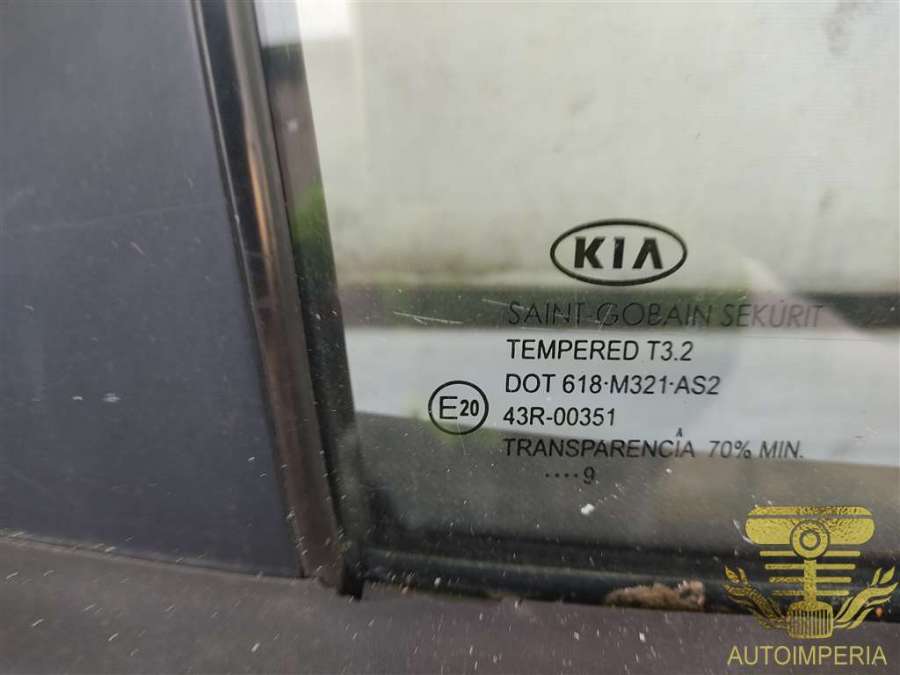 KIA
SAINT-GOBAIN SEKURIT
TEMPERED T3.2
DOT 618·M321·AS2
E20 43R-00351
TRANSPARENCIA 70% MIN.
····9
AUTOIMPERIA